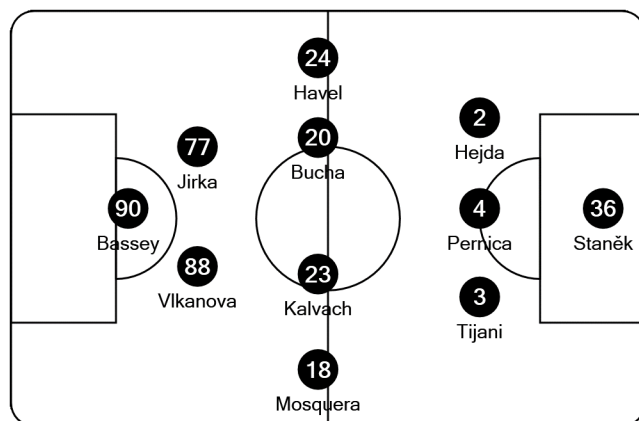 24
Havel
20
Bucha
2
Hejda
77
Jirka
90
Bassey
4
Pernica
36
Staněk
88
Vlkanova
23
Kalvach
3
Tijani
18
Mosquera